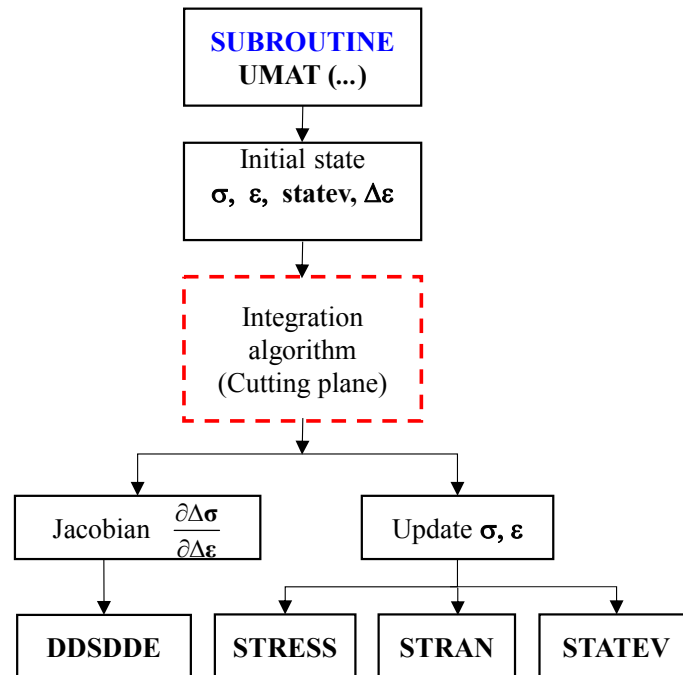 SUBROUTINE
UMAT (...)
Initial state
σ, ε, statev, Δε
Integration
algorithm
(Cutting plane)
Jacobian ∂Δσ/∂Δε
Update σ, ε
DDSDDE
STRESS
STRAN
STATEV